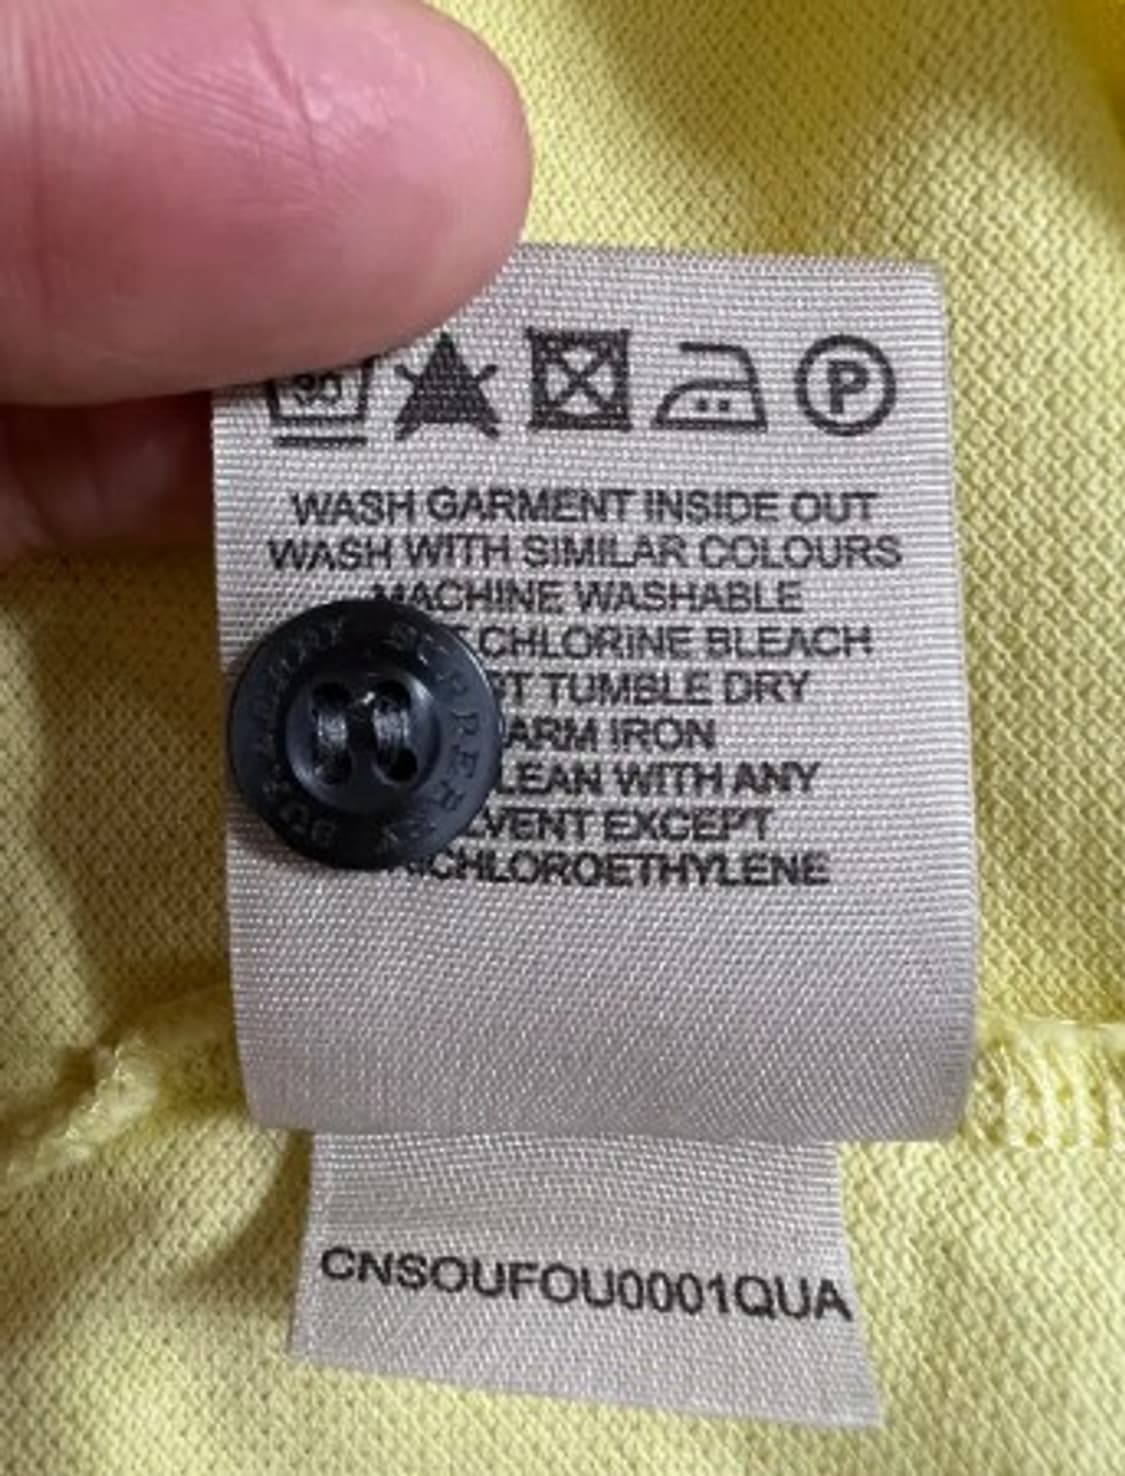 30
P
WASH GARMENT INSIDE OUT
WASH WITH SIMILAR COLOURS
MACHINE WASHABLE
CHLORINE BLEACH
TUMBLE DRY
IRON
WITH ANY
EXCEPT
CNSOUFOU0001QUA